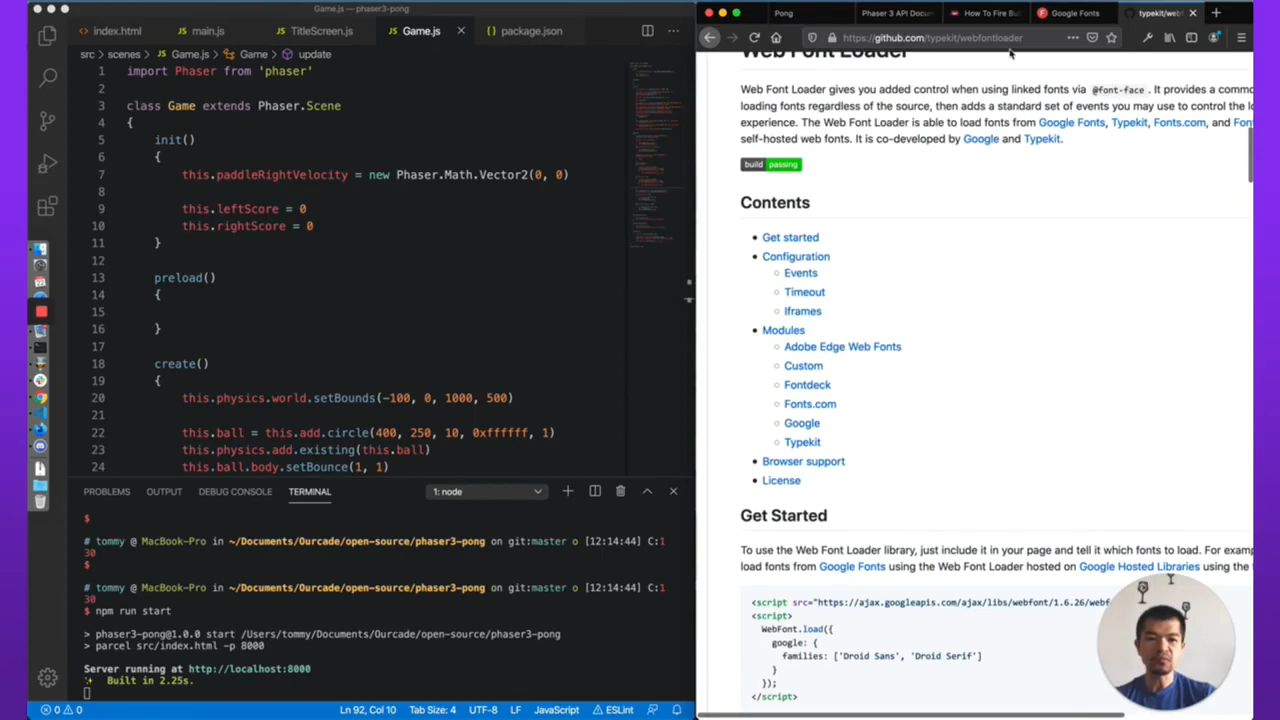 Game.js — phaser3-pong
index.html
main.js
TitleScreen.js
Game.js
package.json
src > scenes > Game.js > Game > update
1 import Phaser from 'phaser'
2
3 class Game extends Phaser.Scene
4 {
5 init()
6 {
7 this.paddleRightVelocity = new Phaser.Math.Vector2(0, 0)
8
9 this.leftScore = 0
10 this.rightScore = 0
11 }
12
13 preload()
14 {
15
16 }
17
18 create()
19 {
20 this.physics.world.setBounds(-100, 0, 1000, 500)
21
22 this.ball = this.add.circle(400, 250, 10, 0xffffff, 1)
23 this.physics.add.existing(this.ball)
24 this.ball.body.setBounce(1, 1)
PROBLEMS OUTPUT DEBUG CONSOLE TERMINAL 1: node
$
# tommy @ MacBook-Pro in ~/Documents/Ourcade/open-source/phaser3-pong on git:master o [12:14:44] C:1
30
$
# tommy @ MacBook-Pro in ~/Documents/Ourcade/open-source/phaser3-pong on git:master o [12:14:44] C:1
30
$ npm run start
> phaser3-pong@1.0.0 start /Users/tommy/Documents/Ourcade/open-source/phaser3-pong
> parcel src/index.html -p 8000
Server running at http://localhost:8000
Built in 2.25s.
0 0 Ln 92, Col 10 Tab Size: 4 UTF-8 LF JavaScript ESLint
Pong
Phaser 3 API Docum
How To Fire Bul
Google Fonts
typekit/webf
https://github.com/typekit/webfontloader
Web Font Loader
Web Font Loader gives you added control when using linked fonts via @font-face. It provides a commo
loading fonts regardless of the source, then adds a standard set of events you may use to control the lo
experience. The Web Font Loader is able to load fonts from Google Fonts, Typekit, Fonts.com, and Fon
self-hosted web fonts. It is co-developed by Google and Typekit.
build passing
Contents
Get started
Configuration
Events
Timeout
Iframes
Modules
Adobe Edge Web Fonts
Custom
Fontdeck
Fonts.com
Google
Typekit
Browser support
License
Get Started
To use the Web Font Loader library, just include it in your page and tell it which fonts to load. For examp
load fonts from Google Fonts using the Web Font Loader hosted on Google Hosted Libraries using the
<script src="https://ajax.googleapis.com/ajax/libs/webfont/1.6.26/webf
<script>
WebFont.load({
google: {
families: ['Droid Sans', 'Droid Serif']
}
});
</script>